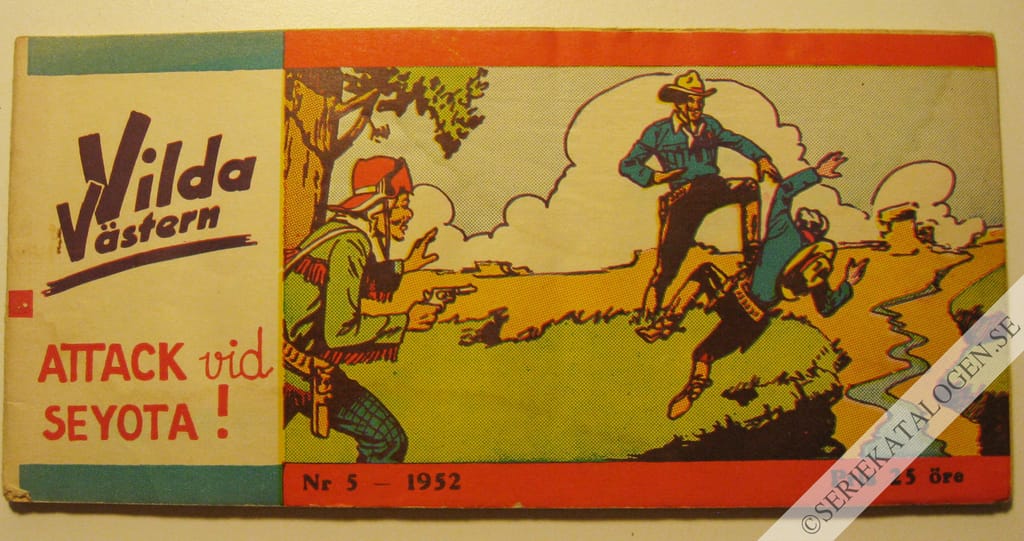 Vilda
Västern
ATTACK vid
SEYOTA!
Nr 5 – 1952
25 öre
©SERIEKATALOGEN.SE